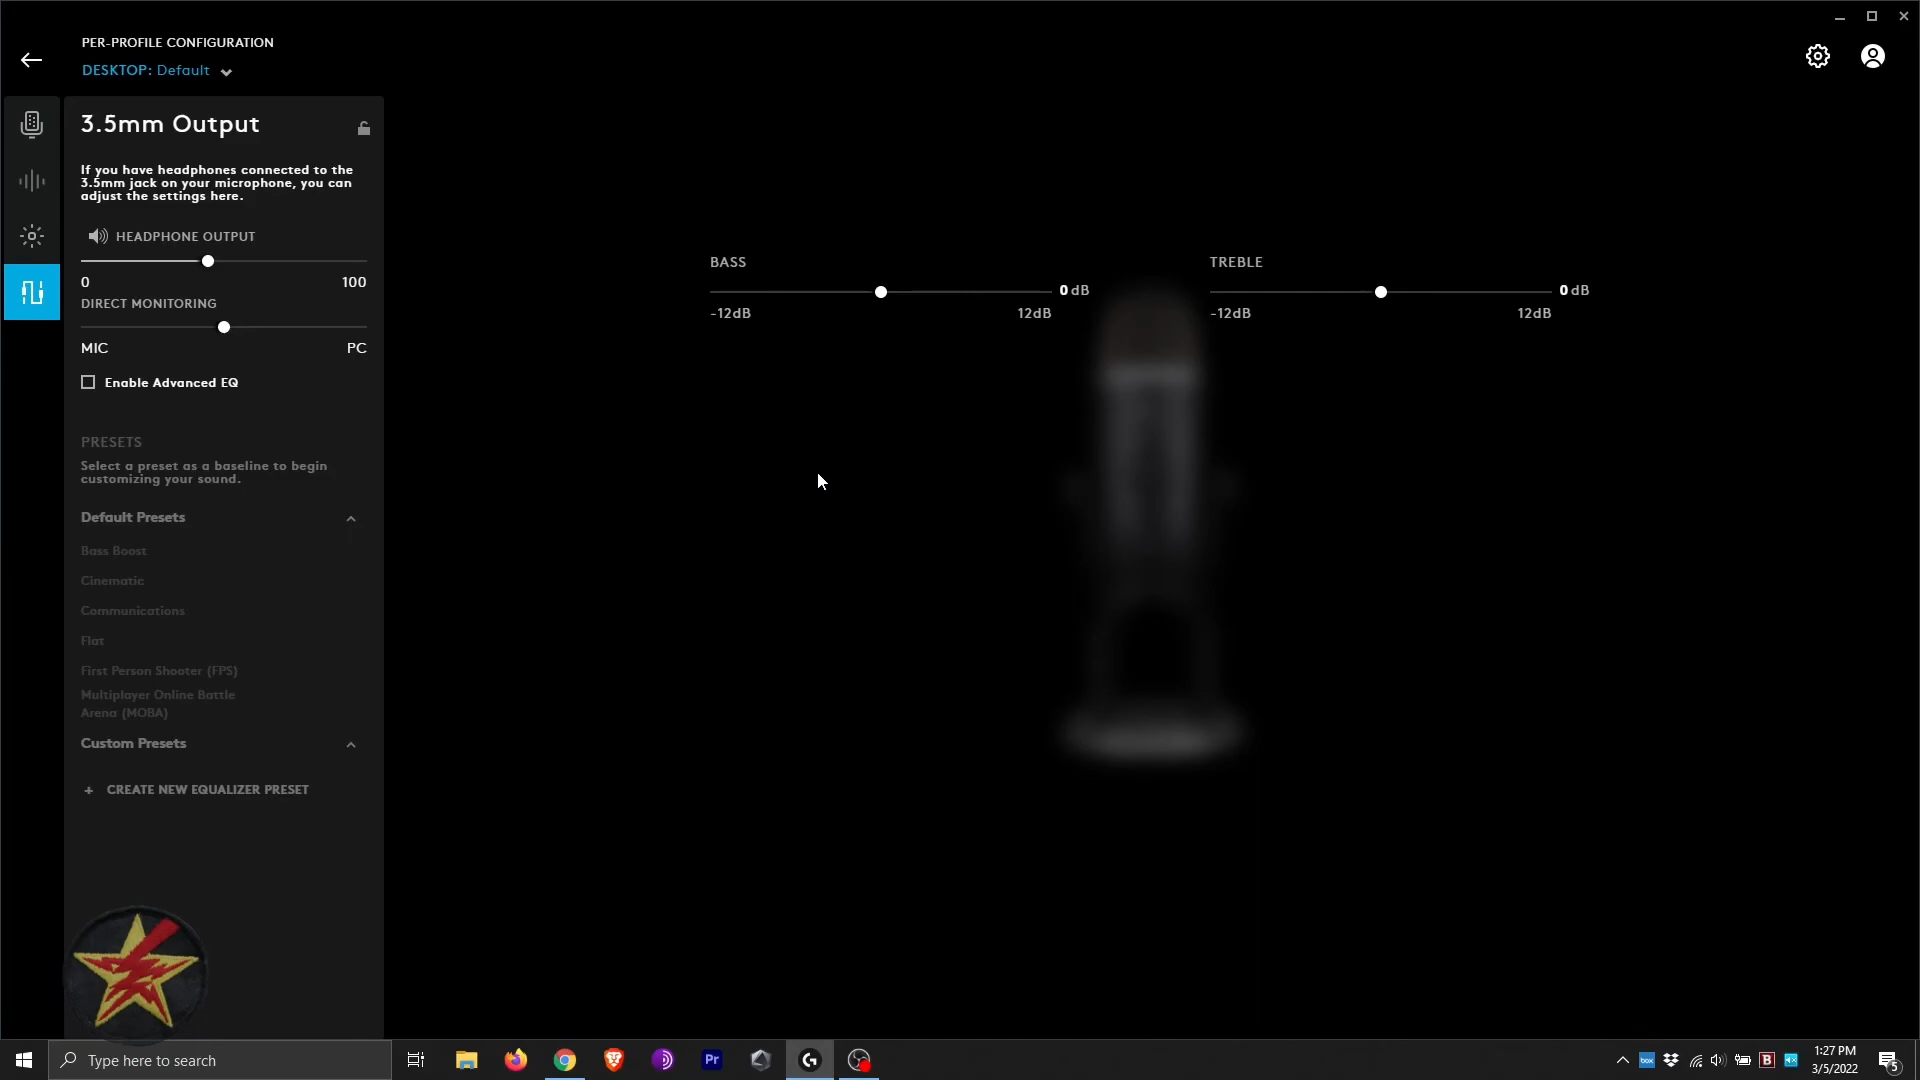 PER-PROFILE CONFIGURATION
DESKTOP: Default
3.5mm Output
If you have headphones connected to the
3.5mm jack on your microphone, you can
adjust the settings here.
HEADPHONE OUTPUT
0 100
DIRECT MONITORING
MIC PC
Enable Advanced EQ
PRESETS
Select a preset as a baseline to begin
customizing your sound.
Default Presets
Bass Boost
Cinematic
Communications
Flat
First Person Shooter (FPS)
Multiplayer Online Battle
Arena (MOBA)
Custom Presets
+ CREATE NEW EQUALIZER PRESET
BASS
0 dB
-12dB 12dB
TREBLE
0 dB
-12dB 12dB
Type here to search
Pr
box
B
1:27 PM
3/5/2022
5